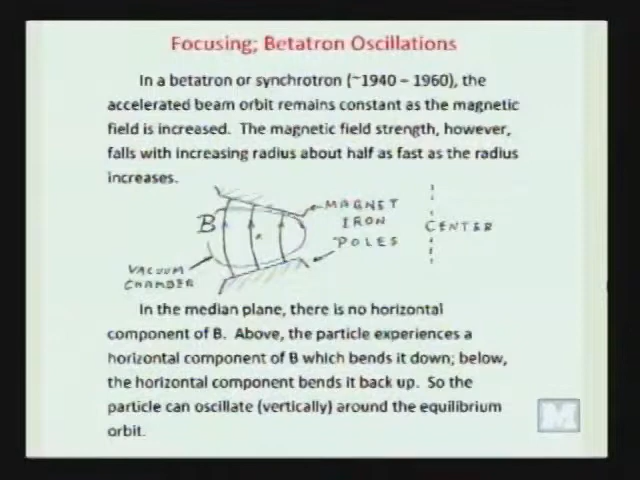 Focusing; Betatron Oscillations
In a betatron or synchrotron (~1940 – 1960), the
accelerated beam orbit remains constant as the magnetic
field is increased. The magnetic field strength, however,
falls with increasing radius about half as fast as the radius
increases.
B
MAGNET
IRON
POLES
CENTER
VACUUM
CHAMBER
In the median plane, there is no horizontal
component of B. Above, the particle experiences a
horizontal component of B which bends it down; below,
the horizontal component bends it back up. So the
particle can oscillate (vertically) around the equilibrium
orbit.